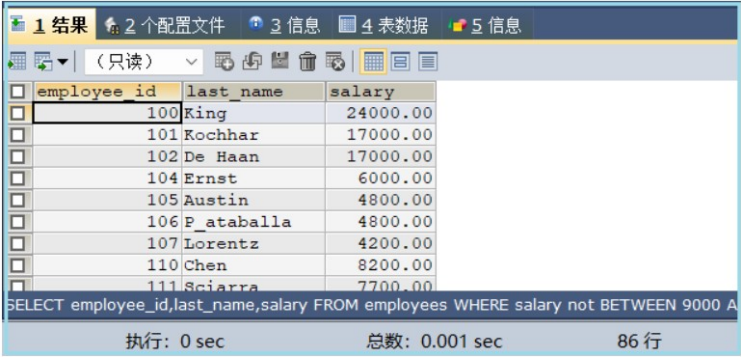 1 结果 2 个配置文件 3 信息 4 表数据 5 信息
(只读)
employee_id last_name salary
100 King 24000.00
101 Kochhar 17000.00
102 De Haan 17000.00
104 Ernst 6000.00
105 Austin 4800.00
106 P_ataballa 4800.00
107 Lorentz 4200.00
110 Chen 8200.00
111 Sciarra 7700.00
SELECT employee_id,last_name,salary FROM employees WHERE salary not BETWEEN 9000 A
执行: 0 sec 总数: 0.001 sec 86 行